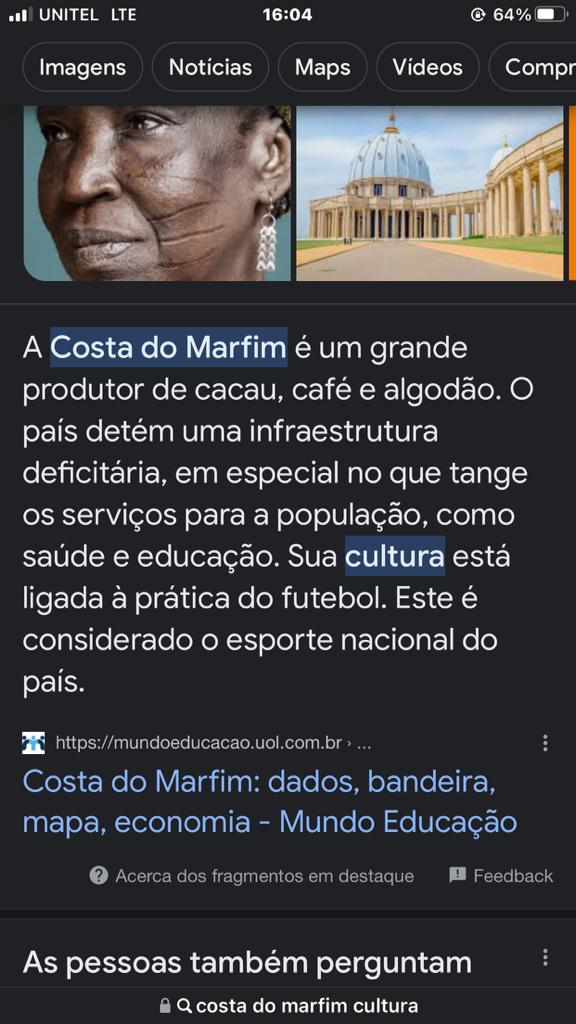 UNITEL LTE 16:04 64%
Imagens Notícias Maps Vídeos Compr
A Costa do Marfim é um grande
produtor de cacau, café e algodão. O
país detém uma infraestrutura
deficitária, em especial no que tange
os serviços para a população, como
saúde e educação. Sua cultura está
ligada à prática do futebol. Este é
considerado o esporte nacional do
país.
https://mundoeducacao.uol.com.br › ...
Costa do Marfim: dados, bandeira,
mapa, economia - Mundo Educação
Acerca dos fragmentos em destaque Feedback
As pessoas também perguntam
costa do marfim cultura